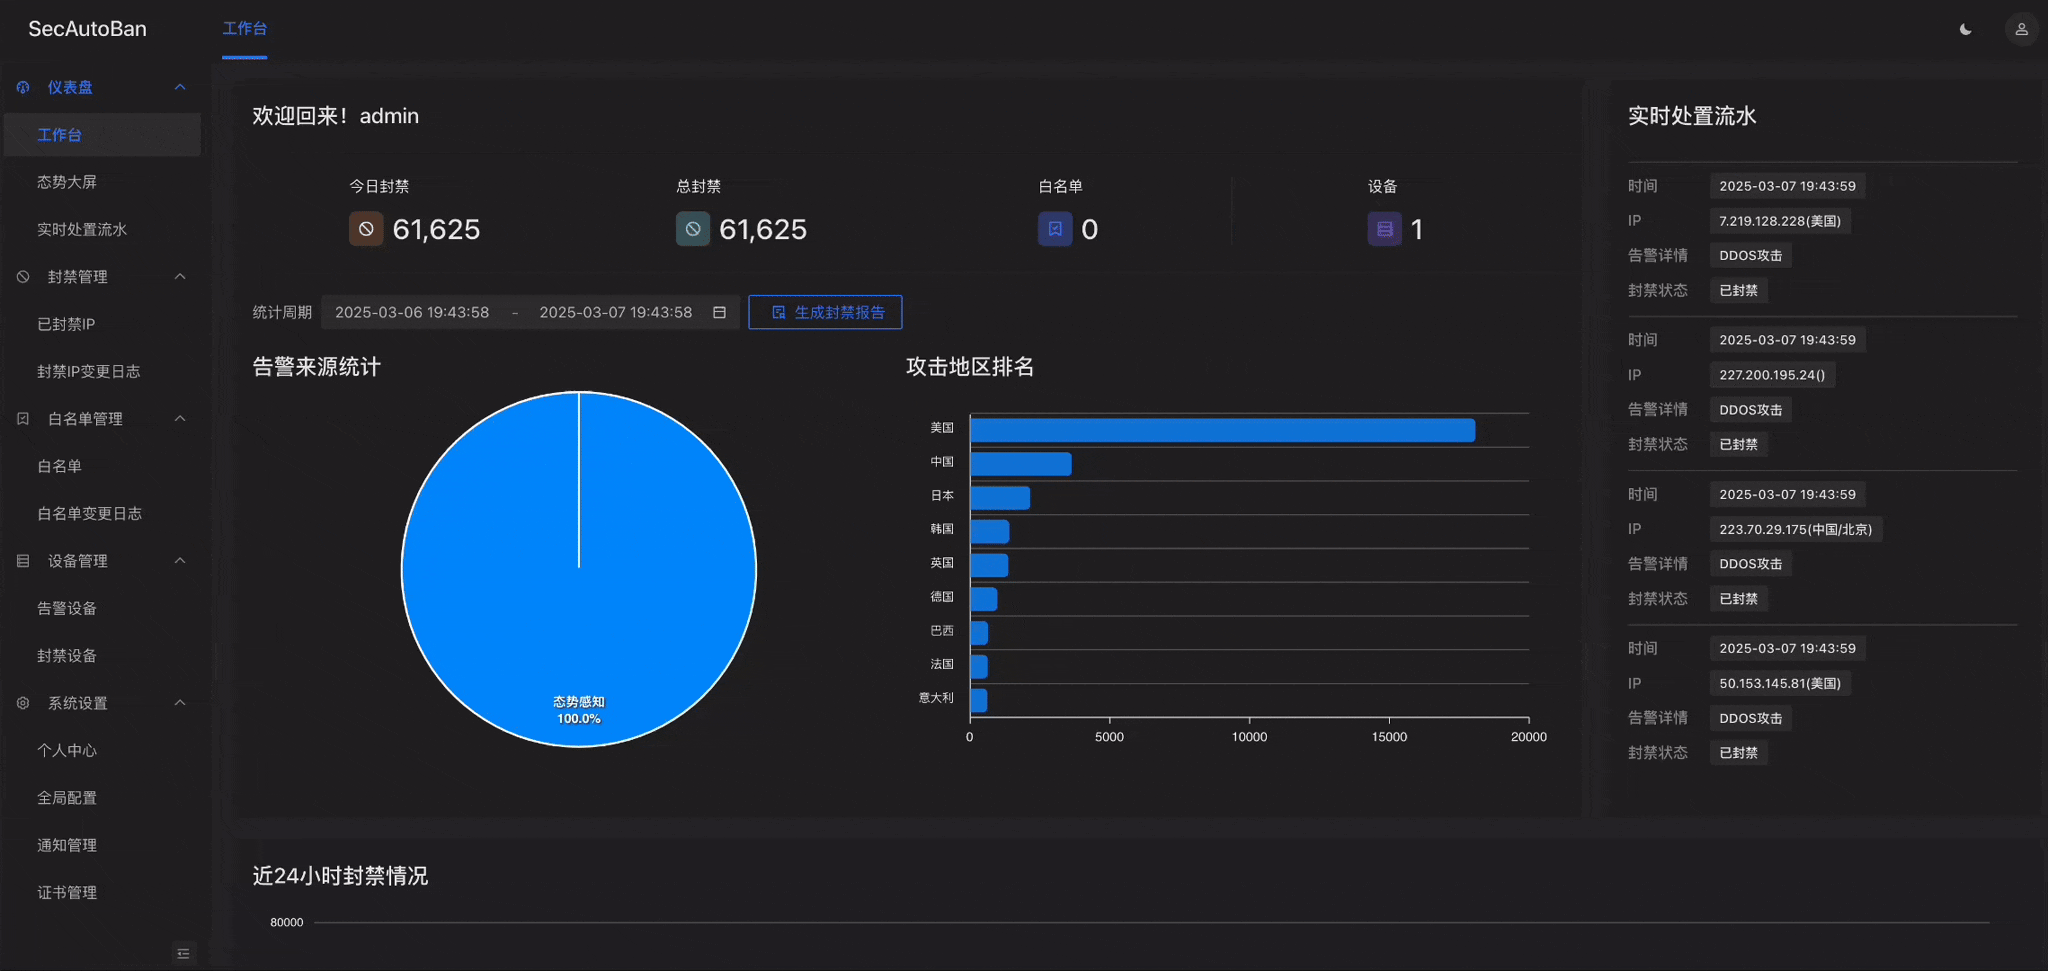 SecAutoBan
工作台
仪表盘
工作台
态势大屏
实时处置流水
封禁管理
已封禁IP
封禁IP变更日志
白名单管理
白名单
白名单变更日志
设备管理
告警设备
封禁设备
系统设置
个人中心
全局配置
通知管理
证书管理
欢迎回来！admin
今日封禁
61,625
总封禁
61,625
白名单
0
设备
1
统计周期 2025-03-06 19:43:58 - 2025-03-07 19:43:58 生成封禁报告
告警来源统计
态势感知
100.0%
攻击地区排名
美国
中国
日本
韩国
英国
德国
巴西
法国
意大利
0 5000 10000 15000 20000
实时处置流水
时间 2025-03-07 19:43:59
IP 7.219.128.228(美国)
告警详情 DDOS攻击
封禁状态 已封禁
时间 2025-03-07 19:43:59
IP 227.200.195.24()
告警详情 DDOS攻击
封禁状态 已封禁
时间 2025-03-07 19:43:59
IP 223.70.29.175(中国/北京)
告警详情 DDOS攻击
封禁状态 已封禁
时间 2025-03-07 19:43:59
IP 50.153.145.81(美国)
告警详情 DDOS攻击
封禁状态 已封禁
近24小时封禁情况
80000